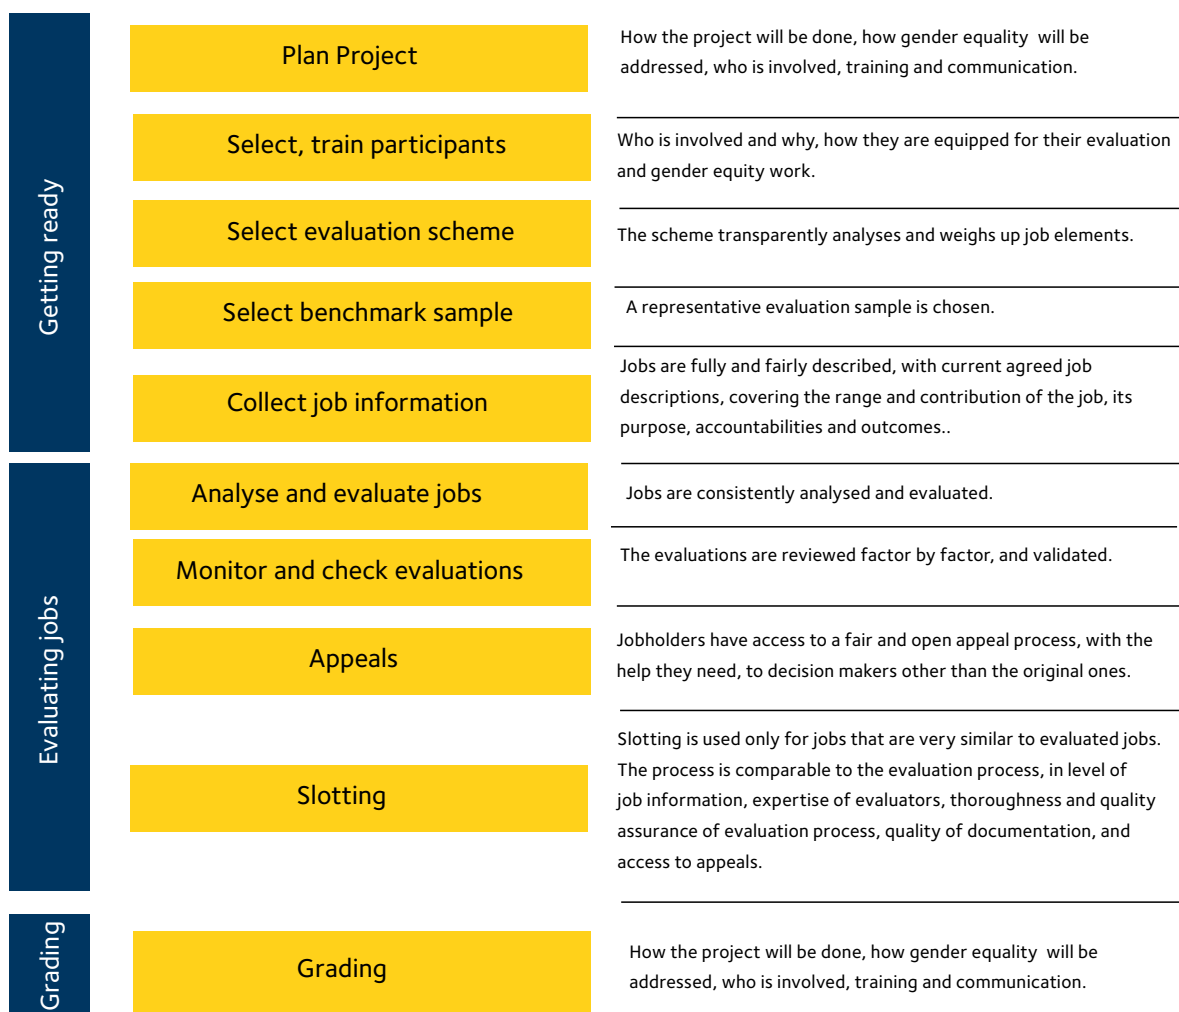 Getting ready
Plan Project
How the project will be done, how gender equality  will be
addressed, who is involved, training and communication.
Select, train participants
Who is involved and why, how they are equipped for their evaluation
and gender equity work.
Select evaluation scheme
The scheme transparently analyses and weighs up job elements.
Select benchmark sample
A representative evaluation sample is chosen.
Collect job information
Jobs are fully and fairly described, with current agreed job
descriptions, covering the range and contribution of the job, its
purpose, accountabilities and outcomes..
Evaluating jobs
Analyse and evaluate jobs
Jobs are consistently analysed and evaluated.
Monitor and check evaluations
The evaluations are reviewed factor by factor, and validated.
Appeals
Jobholders have access to a fair and open appeal process, with the
help they need, to decision makers other than the original ones.
Slotting
Slotting is used only for jobs that are very similar to evaluated jobs.
The process is comparable to the evaluation process, in level of
job information, expertise of evaluators, thoroughness and quality
assurance of evaluation process, quality of documentation, and
access to appeals.
Grading
Grading
How the project will be done, how gender equality  will be
addressed, who is involved, training and communication.